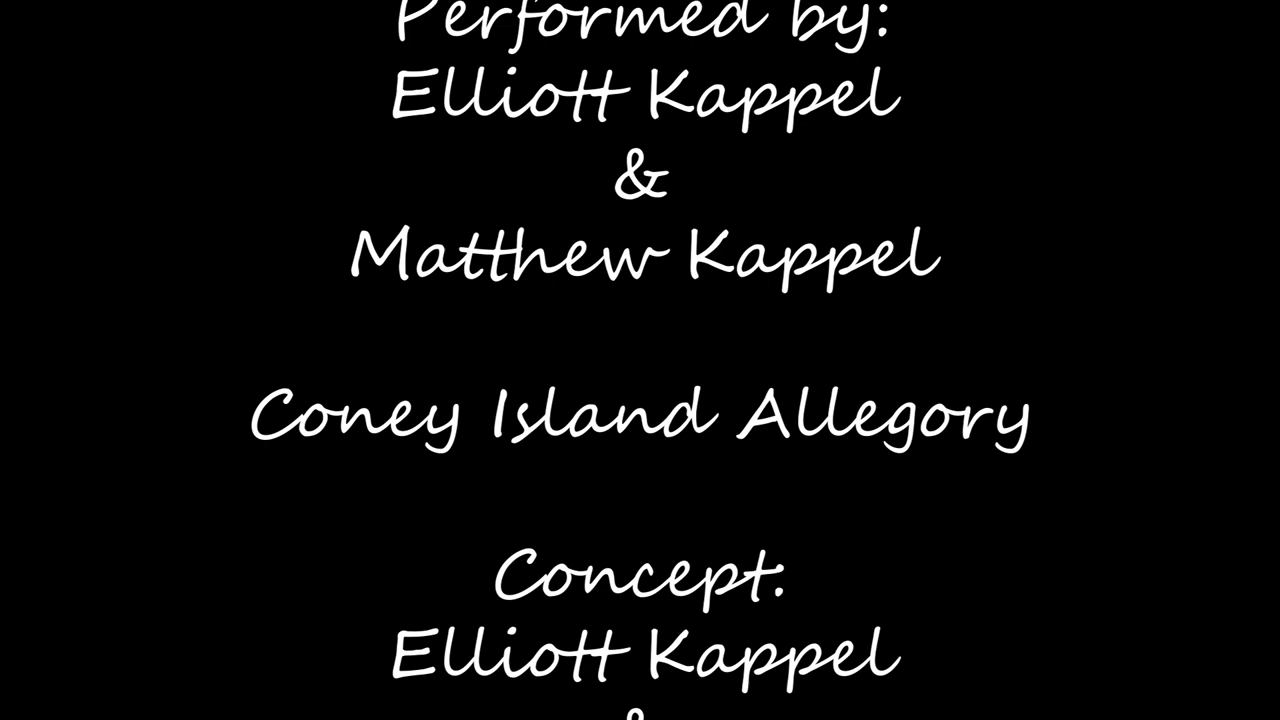 Performed by:
Elliott Kappel
&
Matthew Kappel
Coney Island Allegory
Concept:
Elliott Kappel
&